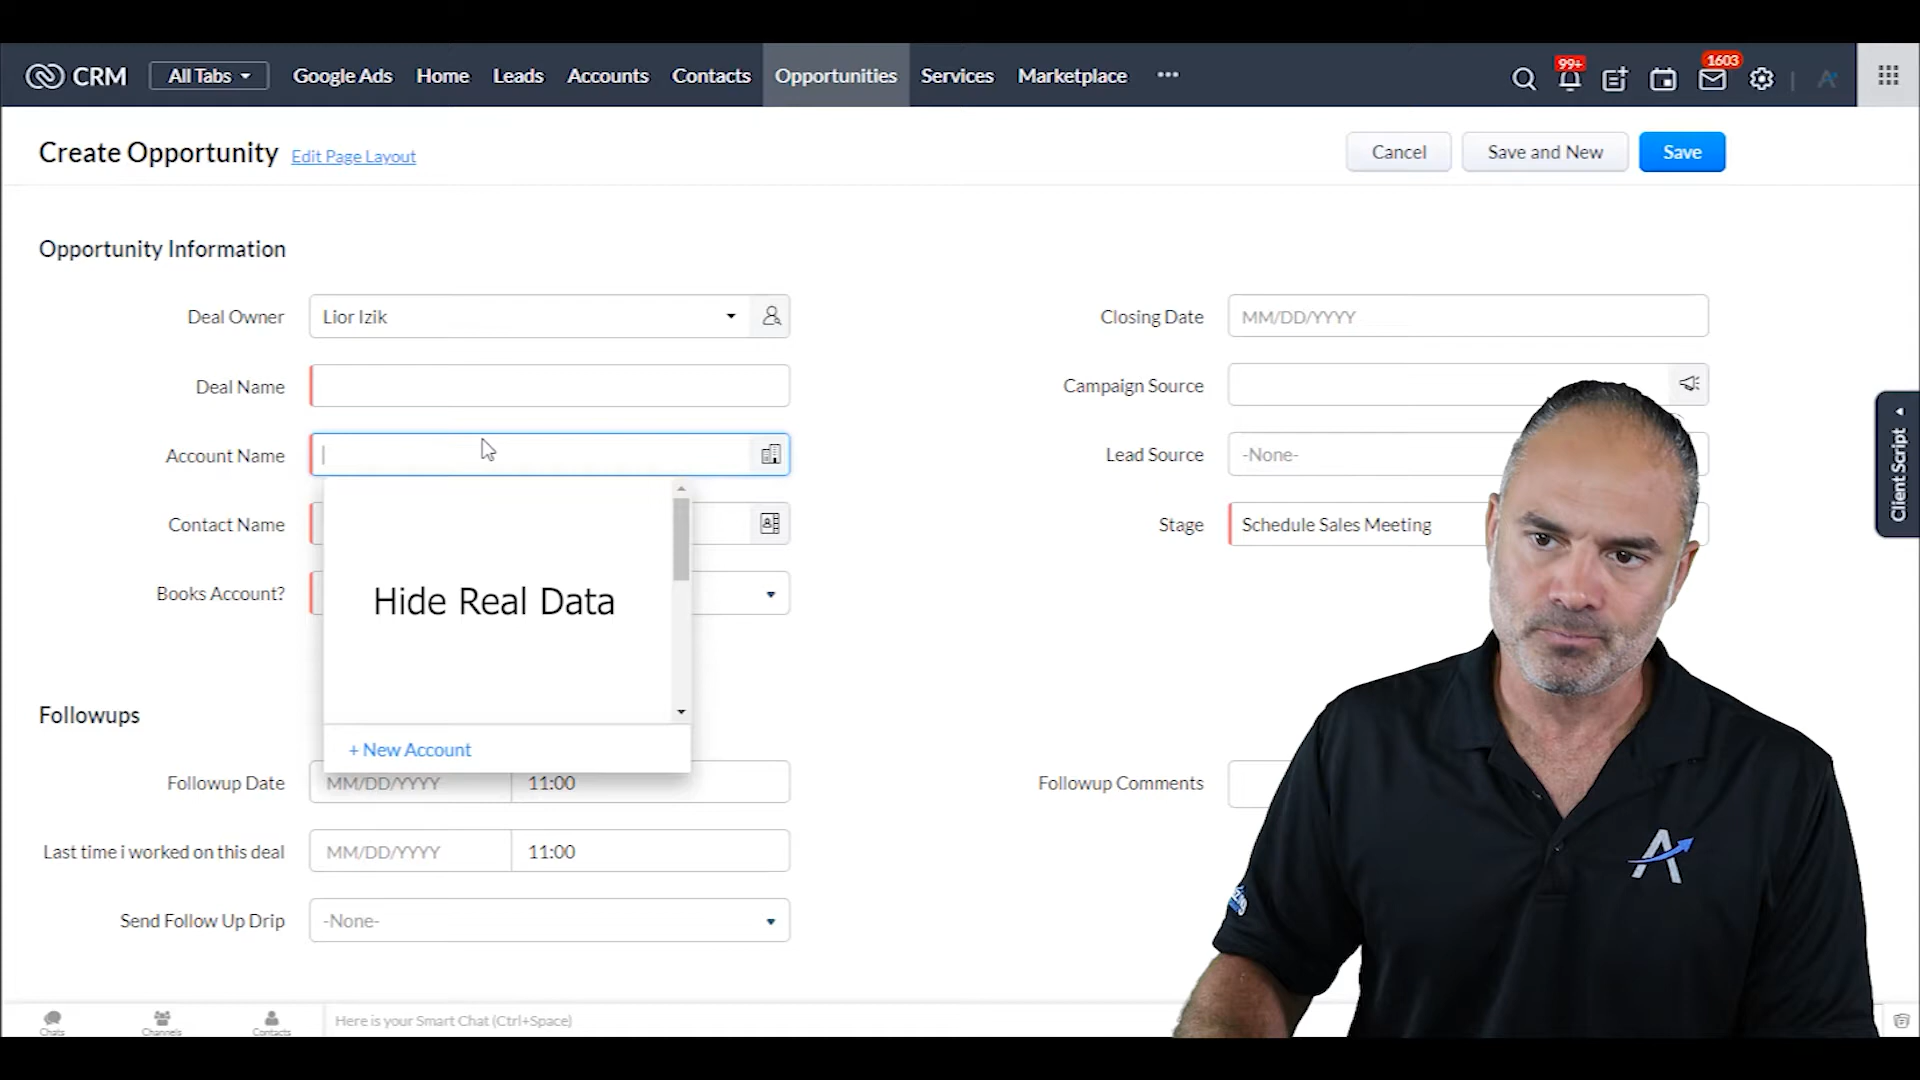 CRM All Tabs Google Ads Home Leads Accounts Contacts Opportunities Services Marketplace ••• 99+ 1603
Create Opportunity Edit Page Layout Cancel Save and New Save
Opportunity Information
Deal Owner Lior Izik Closing Date MM/DD/YYYY
Deal Name Campaign Source
Account Name Lead Source -None-
Contact Name Stage Schedule Sales Meeting
Client Script
Books Account?
Hide Real Data
Followups
+ New Account
Followup Date MM/DD/YYYY 11:00 Followup Comments
Last time i worked on this deal MM/DD/YYYY 11:00
Send Follow Up Drip -None-
Chats Channels Contacts Here is your Smart Chat (Ctrl+Space)